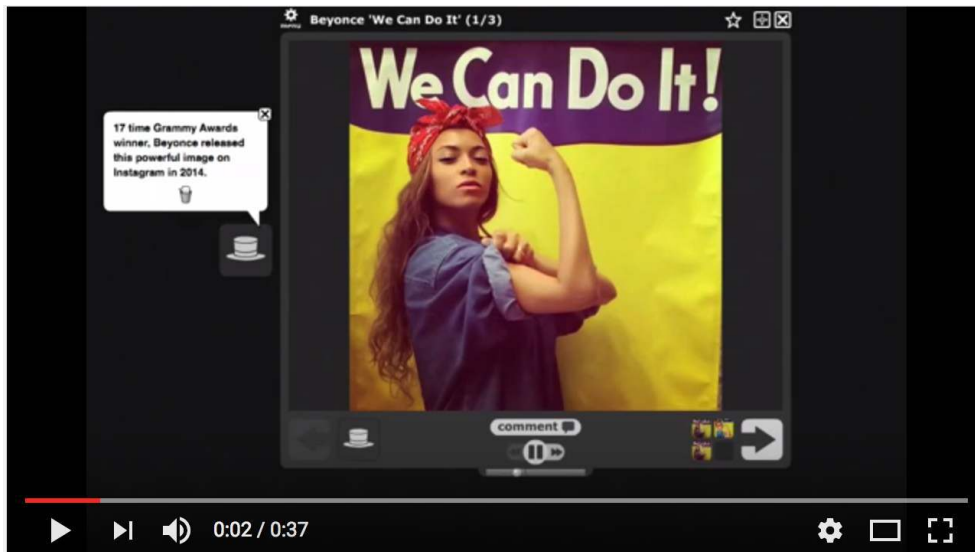 Beyonce 'We Can Do It' (1/3)
We Can Do It!
17 time Grammy Awards
winner, Beyonce released
this powerful image on
Instagram in 2014.
comment
0:02 / 0:37